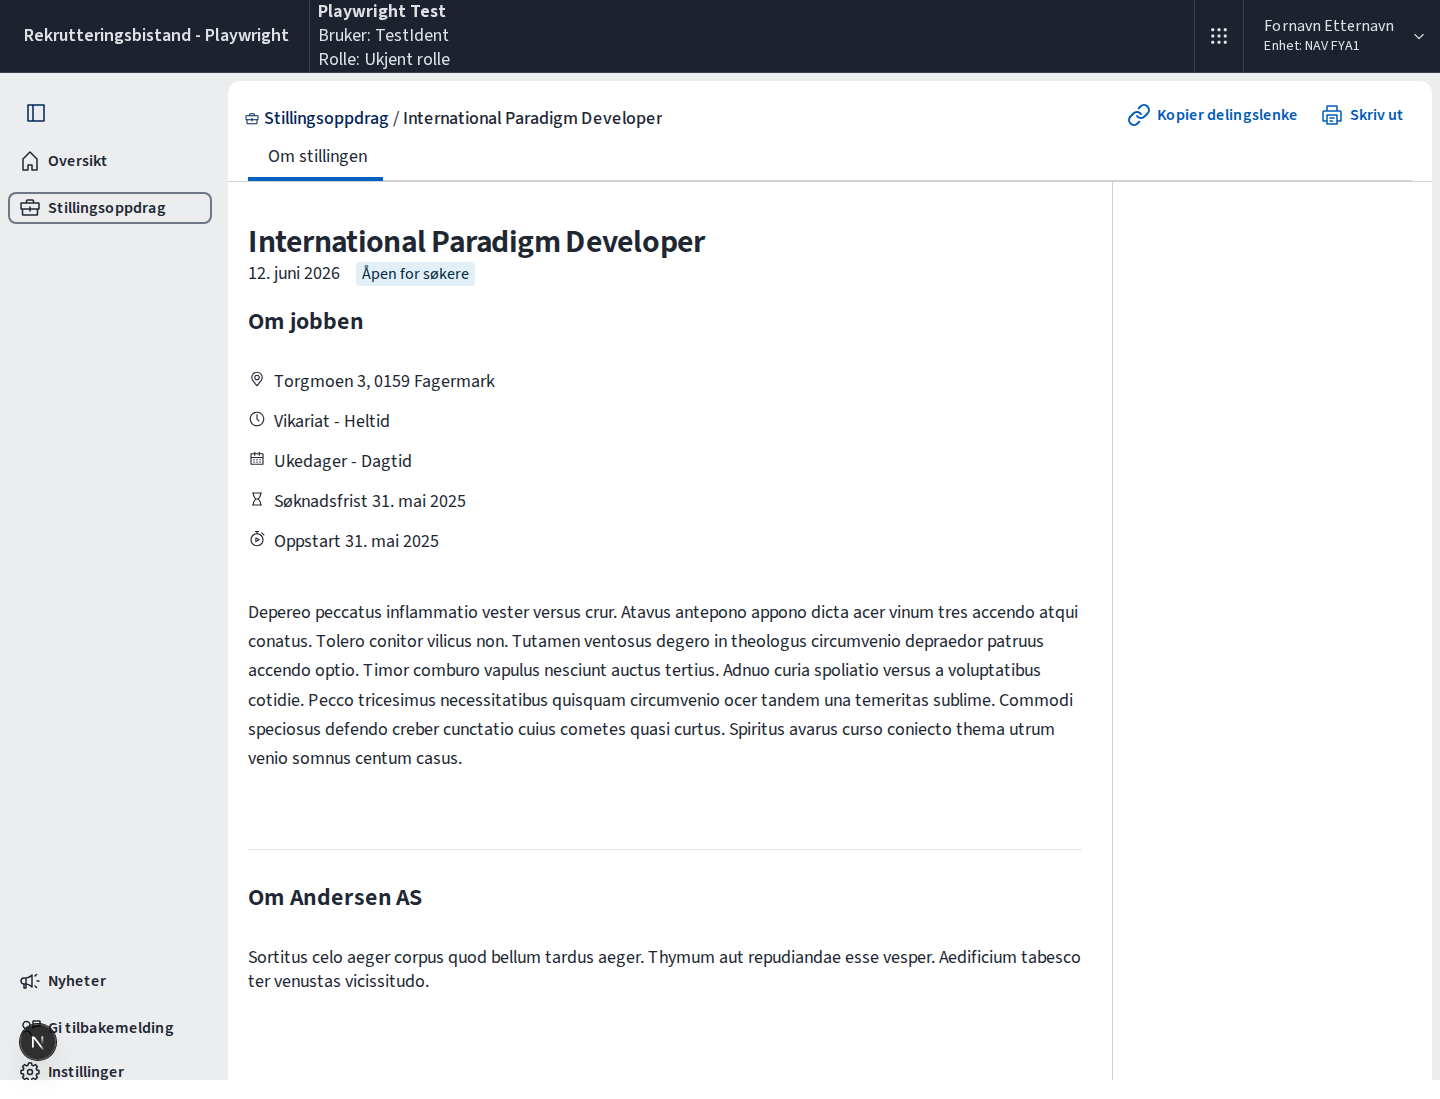 Rekrutteringsbistand - Playwright
Playwright Test
Bruker: TestIdent
Rolle: Ukjent rolle
Fornavn Etternavn
Enhet: NAV FYA1
Oversikt
Stillingsoppdrag
Nyheter
Gi tilbakemelding
N
Instillinger
Stillingsoppdrag / International Paradigm Developer
Kopier delingslenke
Skriv ut
Om stillingen
International Paradigm Developer
12. juni 2026 Åpen for søkere
Om jobben
Torgmoen 3, 0159 Fagermark
Vikariat - Heltid
Ukedager - Dagtid
Søknadsfrist 31. mai 2025
Oppstart 31. mai 2025
Depereo peccatus inflammatio vester versus crur. Atavus antepono appono dicta acer vinum tres accendo atqui
conatus. Tolero conitor vilicus non. Tutamen ventosus degero in theologus circumvenio depraedor patruus
accendo optio. Timor comburo vapulus nesciunt auctus tertius. Adnuo curia spoliatio versus a voluptatibus
cotidie. Pecco tricesimus necessitatibus quisquam circumvenio ocer tandem una temeritas sublime. Commodi
speciosus defendo creber cunctatio cuius cometes quasi curtus. Spiritus avarus curso coniecto thema utrum
venio somnus centum casus.
Om Andersen AS
Sortitus celo aeger corpus quod bellum tardus aeger. Thymum aut repudiandae esse vesper. Aedificium tabesco
ter venustas vicissitudo.